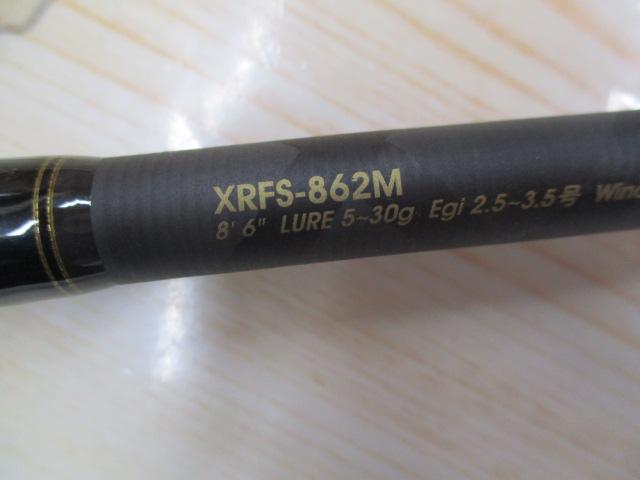 XRFS-862M
8' 6" LURE 5~30g Egi 2.5~3.5号